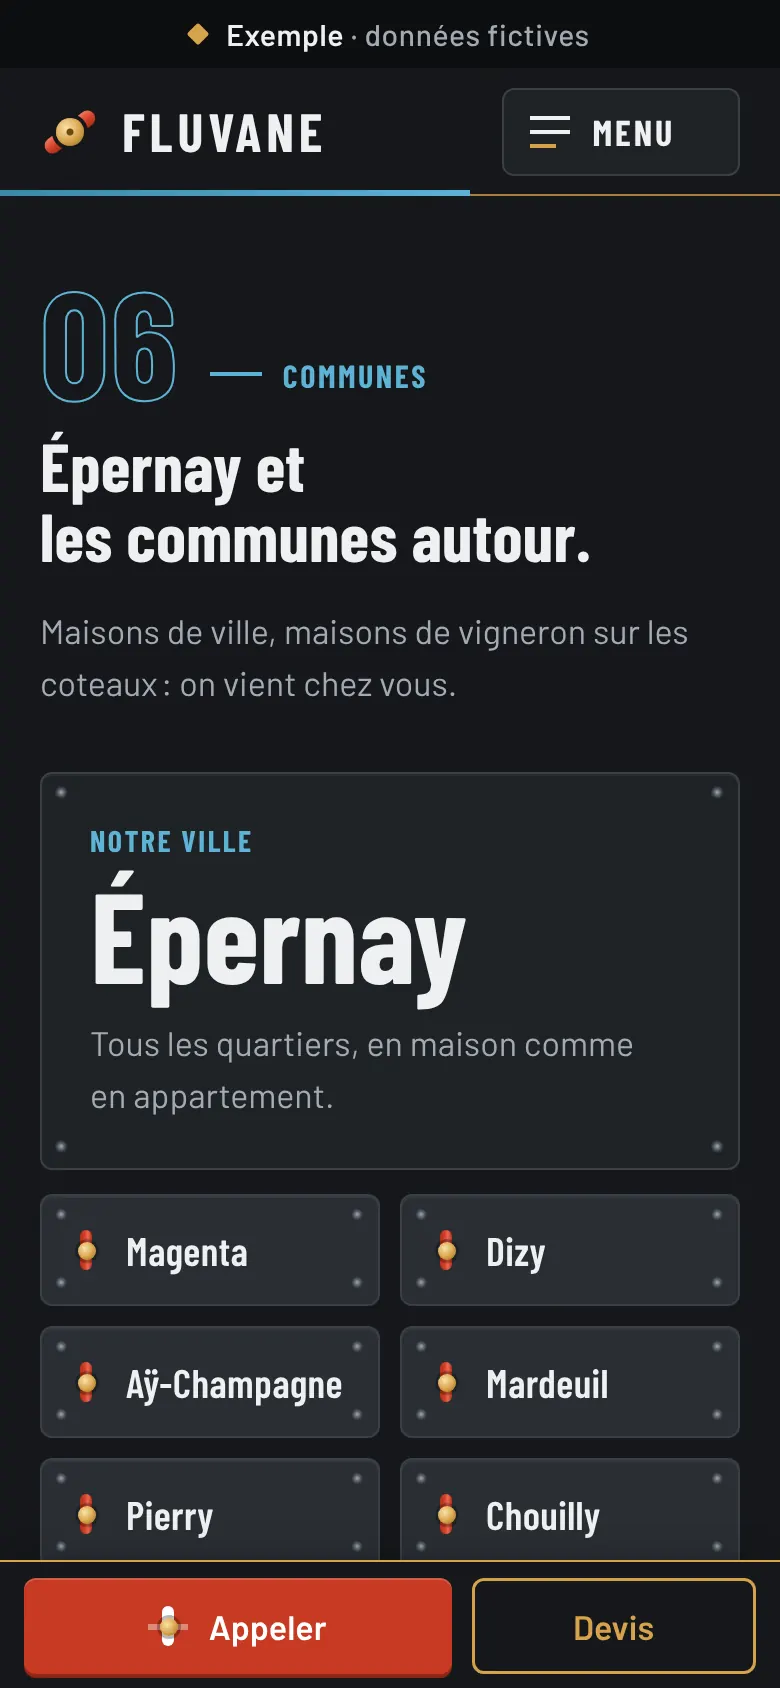 Exemple · données fictives
FLUVANE
MENU
06
COMMUNES
Épernay et
les communes autour.
Maisons de ville, maisons de vigneron sur les
coteaux : on vient chez vous.
NOTRE VILLE
Épernay
Tous les quartiers, en maison comme
en appartement.
Magenta
Dizy
Aÿ-Champagne
Mardeuil
Pierry
Chouilly
Appeler
Devis